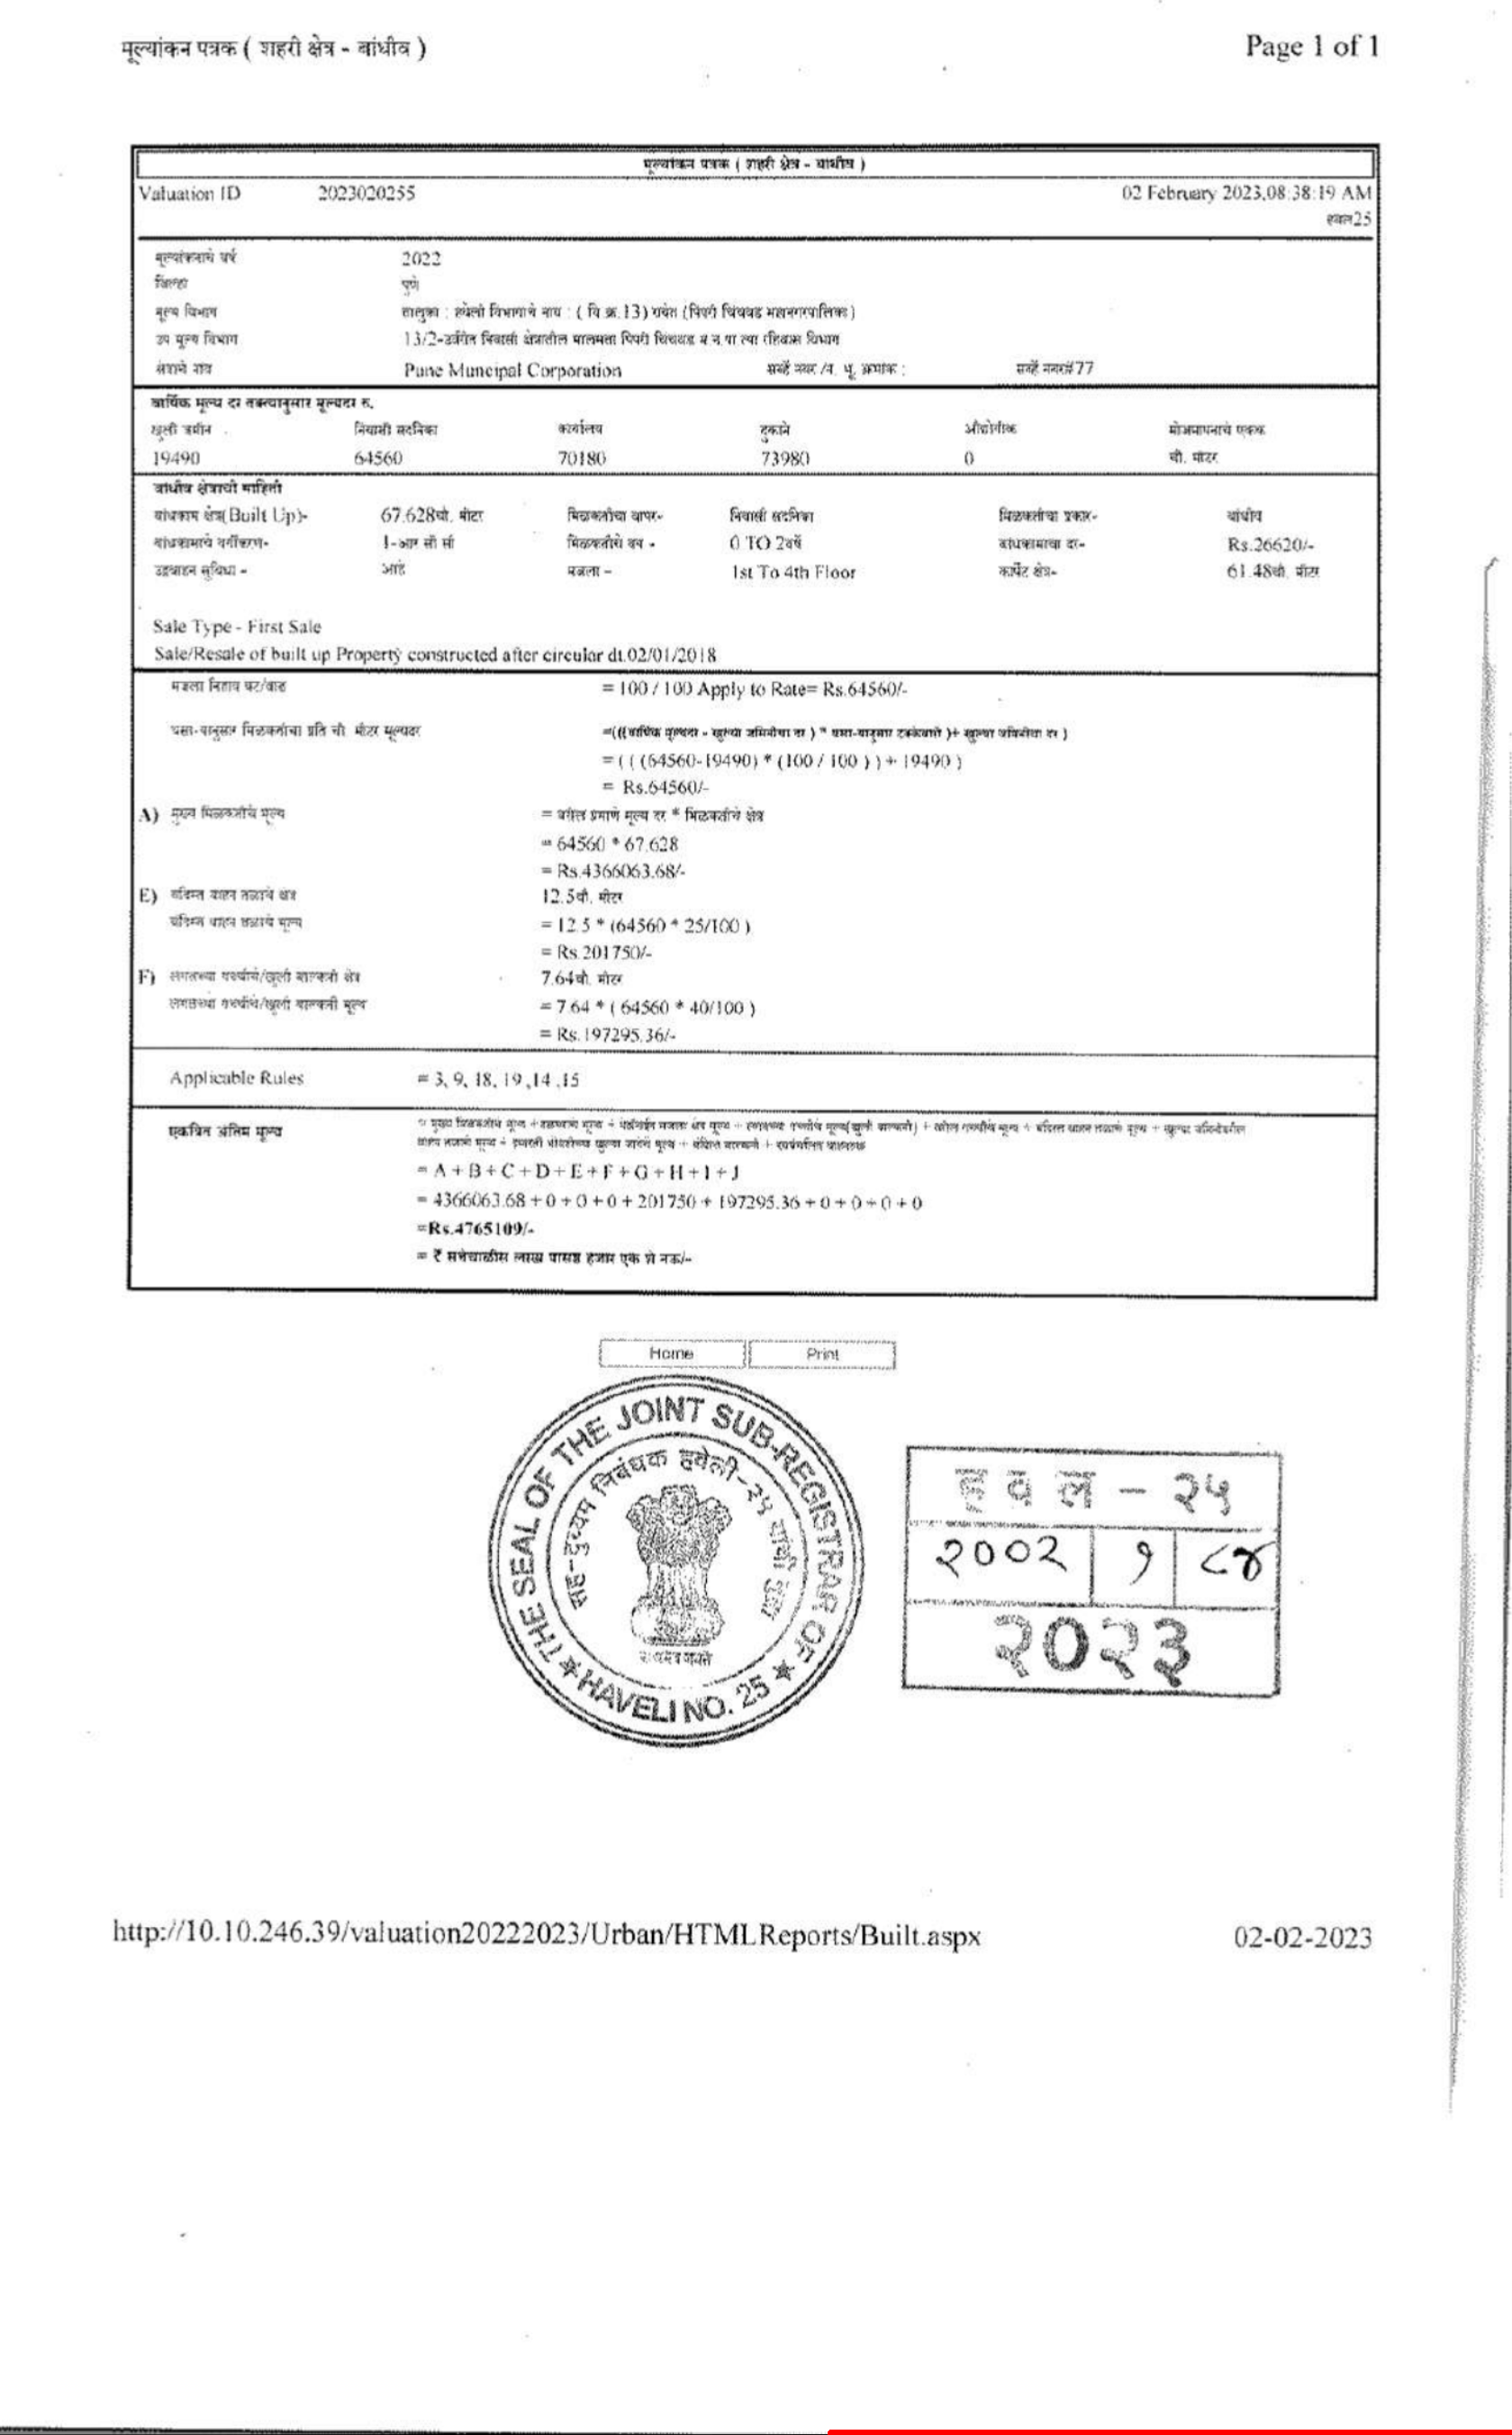 मूल्यांकन पत्रक ( शहरी क्षेत्र - बांधीव ) Page 1 of 1
मूल्यांकन पत्रक ( शहरी क्षेत्र - बांधीव )
Valuation ID 2023020255 02 February 2023,08:38:19 AM
हवल25
मूल्यांकनाचे वर्ष 2022
जिल्हा पुणे
मूल्य विभाग तालुका : हवेली विभागाचे नाव : ( वि क्र. 13) रावेत (पिंपरी चिंचवड महानगरपालिका)
उप मूल्य विभाग 13/2-उर्वरित निवासी क्षेत्रातील मालमत्ता पिंपरी चिंचवड म न पा रहिवास विभाग
क्षेत्राचे नाव Pune Muncipal Corporation सर्व्हे नंबर /न. भू. क्रमांक : सर्व्हे नंबर#77
वार्षिक मूल्य दर तक्त्यानुसार मूल्यदर रु.
खुली जमीन निवासी सदनिका कार्यालय दुकाने औद्योगीक मोजमापनाचे एकक
19490 64560 70180 73980 0 चौ. मीटर
बांधीव क्षेत्राची माहिती
बांधकाम क्षेत्र(Built Up)- 67.628चौ. मीटर मिळकतीचा वापर- निवासी सदनिका मिळकतीचा प्रकार- बांधीव
बांधकामाचे वर्गीकरण- 1-आर सी सी मिळकतीचे वय - 0 TO 2वर्षे बांधकामाचा दर- Rs.26620/-
उद्ववाहन सुविधा - आहे मजला - 1st To 4th Floor कार्पेट क्षेत्र- 61.48चौ. मीटर
Sale Type - First Sale
Sale/Resale of built up Property constructed after circular dt.02/01/2018
मजला निहाय घट/वाढ = 100 / 100 Apply to Rate= Rs.64560/-
घसा-यानुसार मिळकतीचा प्रति चौ. मीटर मूल्यदर =(((वार्षिक मूल्यदर - खुल्या जमिनीचा दर ) * घसा-यानुसार टक्केवारी )+ खुल्या जमिनीचा दर )
= ( ( (64560-19490) * (100 / 100 ) ) + 19490 )
= Rs.64560/-
A) मुख्य मिळकतीचे मूल्य = वरील प्रमाणे मूल्य दर * मिळकतीचे क्षेत्र
= 64560 * 67.628
= Rs.4366063.68/-
E) बंदिस्त वाहन तळाचे क्षेत्र 12.5चौ. मीटर
बंदिस्त वाहन तळाचे मूल्य = 12.5 * (64560 * 25/100 )
= Rs.201750/-
F) लगतच्या गच्चीचे/खुली बाल्कनी क्षेत्र 7.64चौ. मीटर
लगतच्या गच्चीचे/खुली बाल्कनी मूल्य = 7.64 * ( 64560 * 40/100 )
= Rs.197295.36/-
Applicable Rules = 3, 9, 18, 19 ,14 ,15
एकत्रित अंतिम मूल्य = मुख्य मिळकतीचे मूल्य + तळघराचे मूल्य + मेझॅनाईन मजला क्षेत्र मूल्य + लगतच्या गच्चीचे मूल्य(खुली बाल्कनी) + वरील गच्चीचे मूल्य + बंदिस्त वाहन तळाचे मूल्य + खुल्या जमिनीवरील
वाहन तळाचे मूल्य + इमारती भोवतीच्या खुल्या जागेचे मूल्य + बंदिस्त बाल्कनी + स्वयंचलित वाहनतळ
= A + B + C + D + E + F + G + H + I + J
= 4366063.68 + 0 + 0 + 0 + 201750 + 197295.36 + 0 + 0 + 0 + 0
=Rs.4765109/-
= ₹ सत्तेचाळीस लाख पासष्ट हजार एक शे नऊ/-
Home Print
THE SEAL OF THE JOINT SUB-REGISTRAR OF
HAVELI NO. 25
सह-दुय्यम निबंधक हवेली-२५ यांची मुद्रा
सत्यमेव जयते
हवल - २५
२००२ | १ | ८४
२०२३
http://10.10.246.39/valuation20222023/Urban/HTMLReports/Built.aspx 02-02-2023